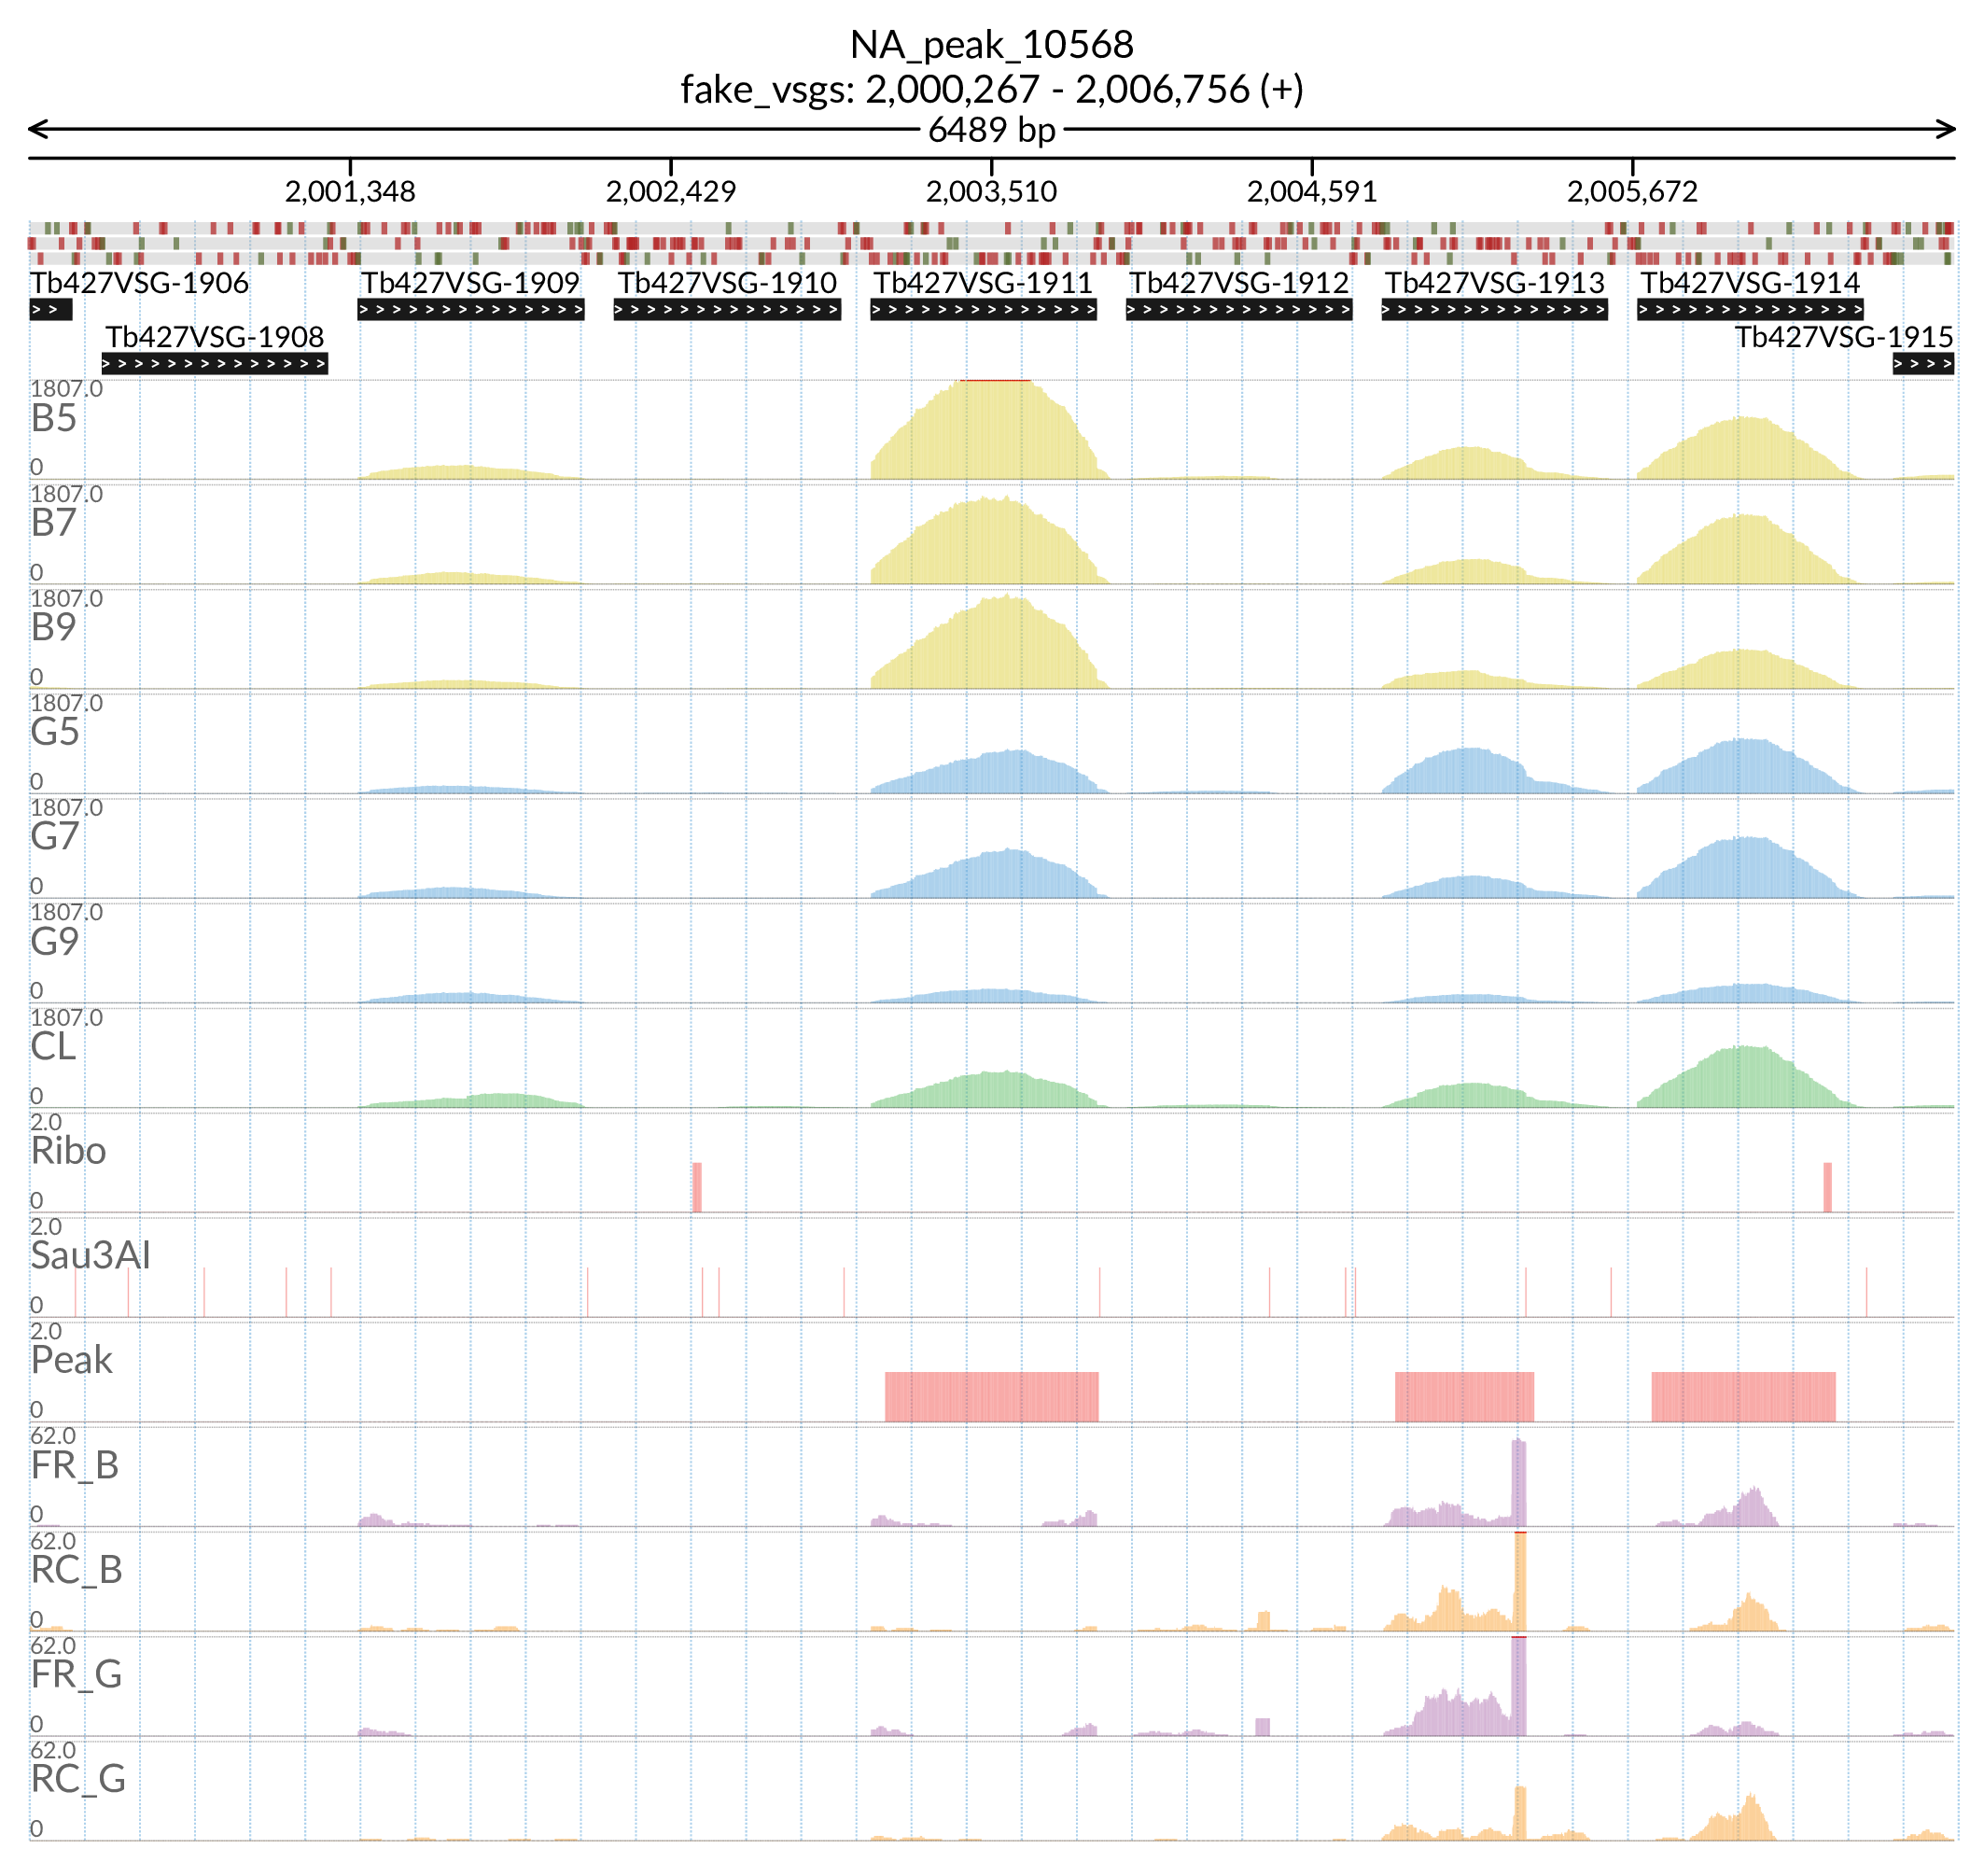 NA_peak_10568
fake_vsgs: 2,000,267 - 2,006,756 (+)
6489 bp
2,001,348 2,002,429 2,003,510 2,004,591 2,005,672
Tb427VSG-1906 Tb427VSG-1909 Tb427VSG-1910 Tb427VSG-1911 Tb427VSG-1912 Tb427VSG-1913 Tb427VSG-1914
Tb427VSG-1908 Tb427VSG-1915
1807.0
B5
0
1807.0
B7
0
1807.0
B9
0
1807.0
G5
0
1807.0
G7
0
1807.0
G9
0
1807.0
CL
0
2.0
Ribo
0
2.0
Sau3AI
0
2.0
Peak
0
62.0
FR_B
0
62.0
RC_B
0
62.0
FR_G
0
62.0
RC_G
0